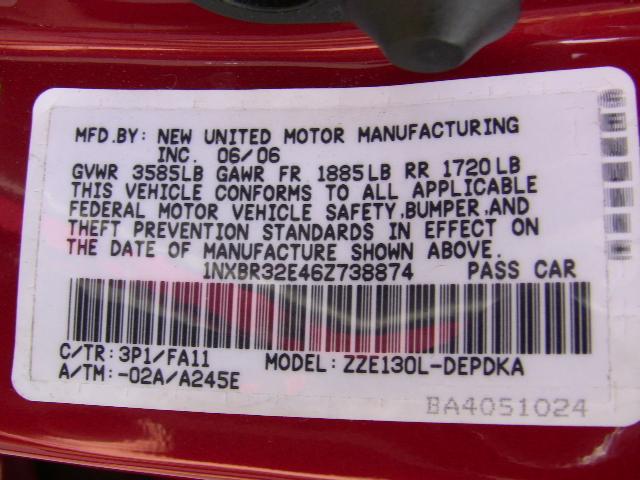 MFD.BY: NEW UNITED MOTOR MANUFACTURING
INC. 06/06
GVWR 3585LB GAWR FR 1885LB RR 1720LB
THIS VEHICLE CONFORMS TO ALL APPLICABLE
FEDERAL MOTOR VEHICLE SAFETY,BUMPER,AND
THEFT PREVENTION STANDARDS IN EFFECT ON
THE DATE OF MANUFACTURE SHOWN ABOVE.
1NXBR32E46Z738874 PASS CAR
C/TR: 3P1/FA11 MODEL: ZZE130L-DEPDKA
A/TM: -02A/A245E
BA4051024